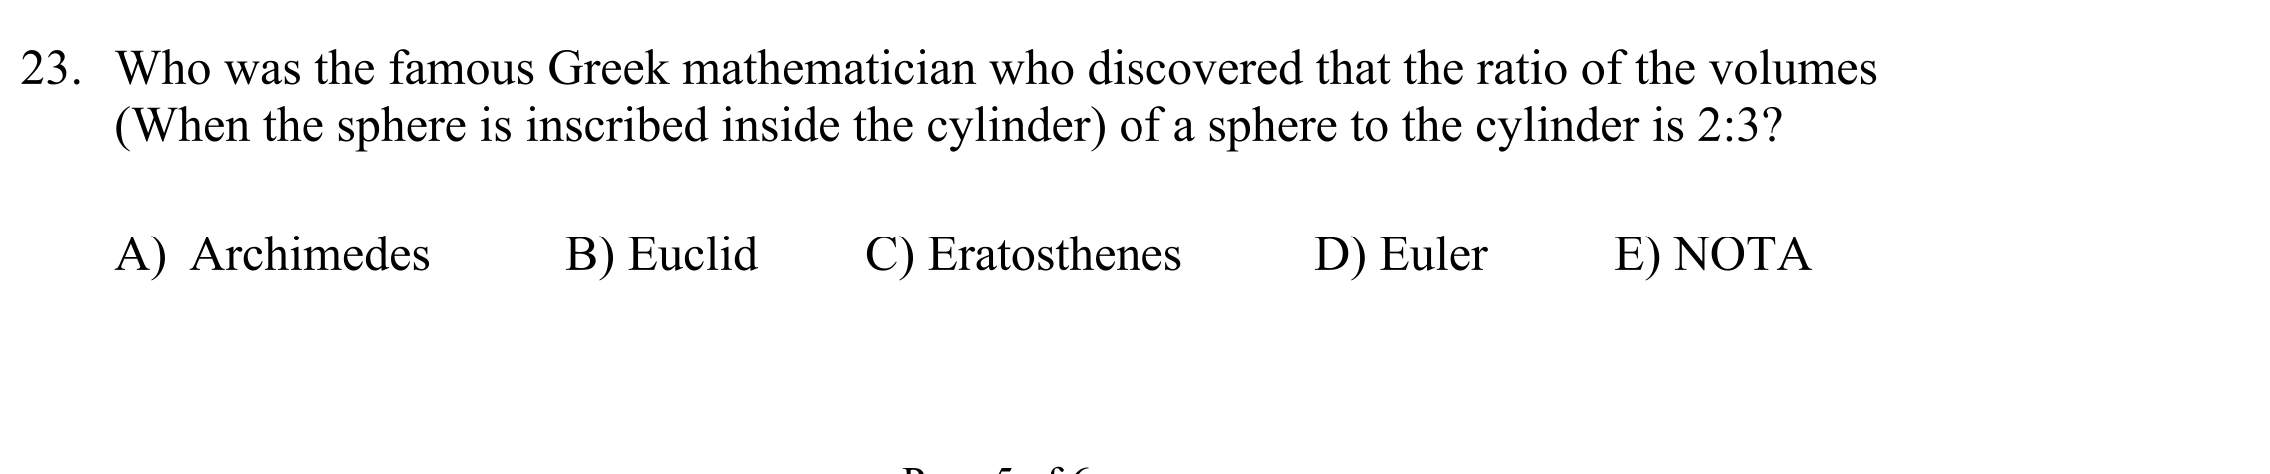 23. Who was the famous Greek mathematician who discovered that the ratio of the volumes
(When the sphere is inscribed inside the cylinder) of a sphere to the cylinder is 2:3?
A) Archimedes B) Euclid C) Eratosthenes D) Euler E) NOTA